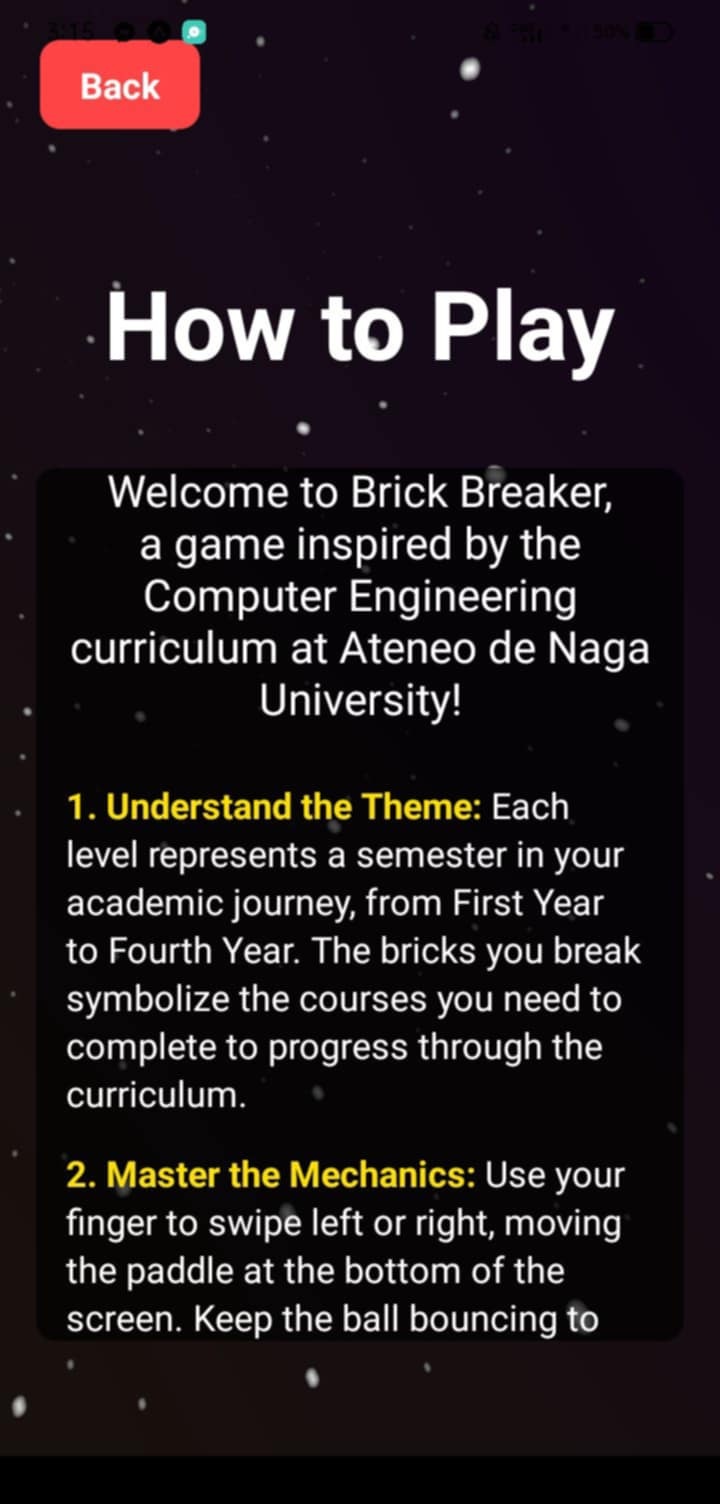 3:15
50%
Back
How to Play
Welcome to Brick Breaker,
a game inspired by the
Computer Engineering
curriculum at Ateneo de Naga
University!
1. Understand the Theme: Each
level represents a semester in your
academic journey, from First Year
to Fourth Year. The bricks you break
symbolize the courses you need to
complete to progress through the
curriculum.
2. Master the Mechanics: Use your
finger to swipe left or right, moving
the paddle at the bottom of the
screen. Keep the ball bouncing to